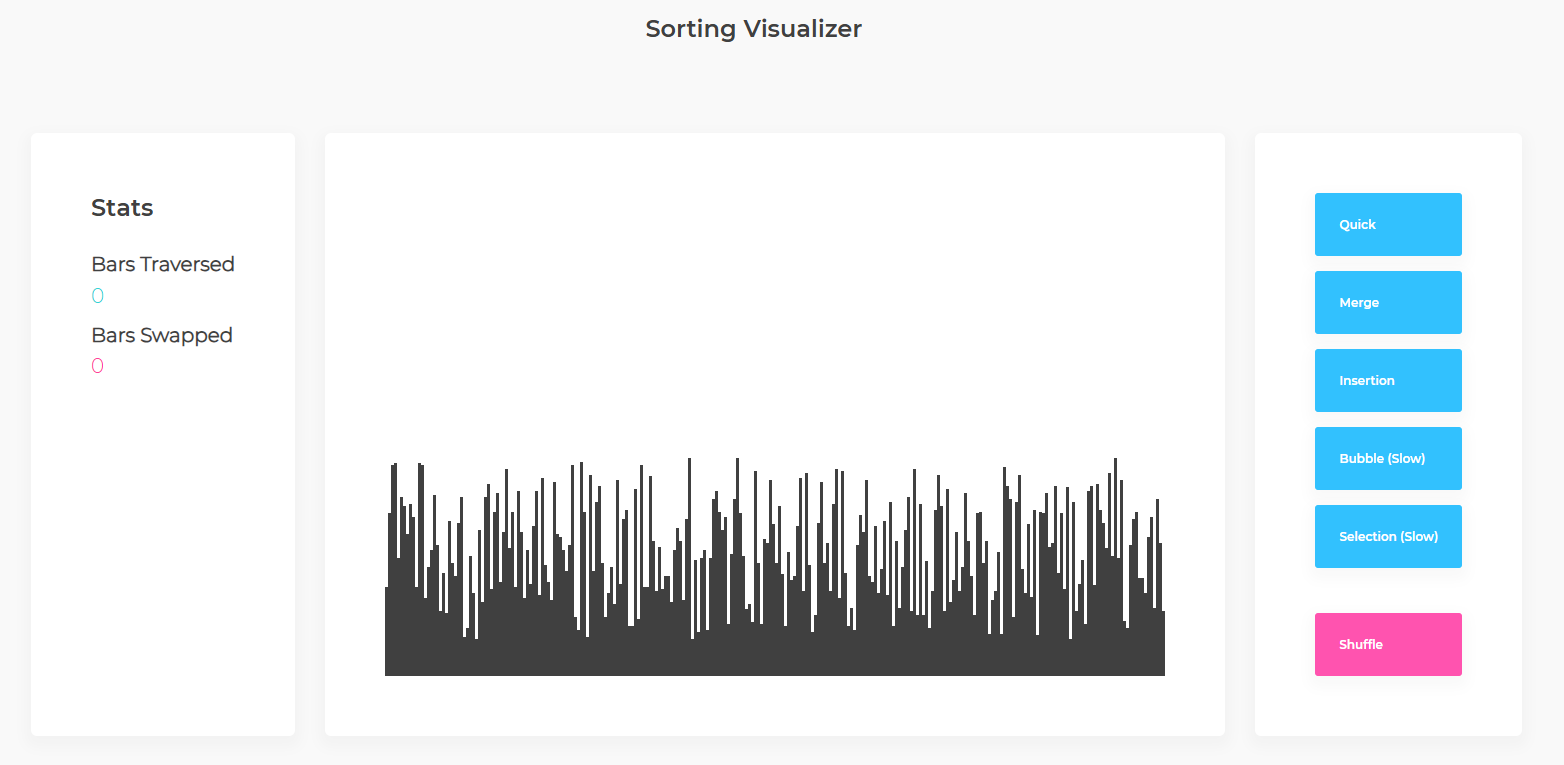 Sorting Visualizer
Stats
Bars Traversed
0
Bars Swapped
0
Quick
Merge
Insertion
Bubble (Slow)
Selection (Slow)
Shuffle